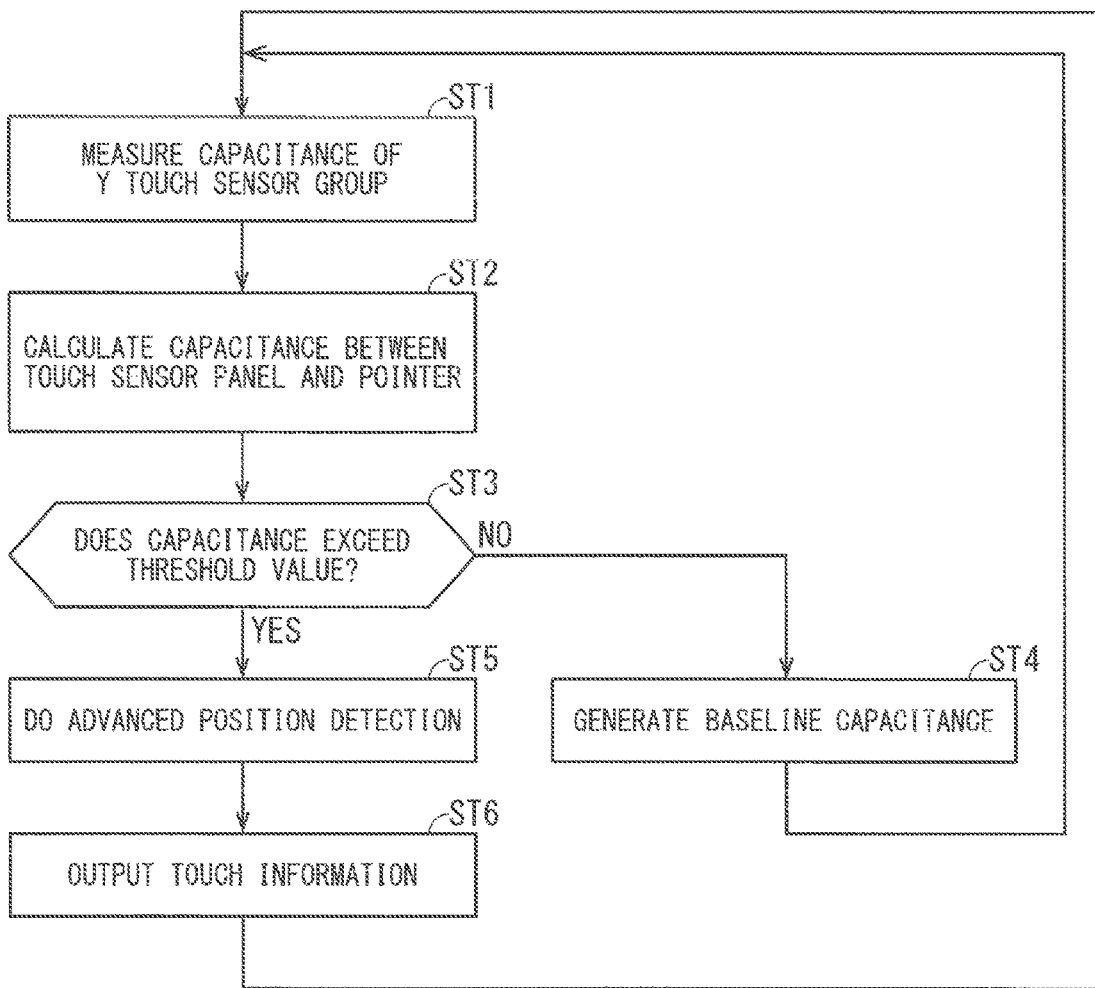 ST1
MEASURE CAPACITANCE OF
Y TOUCH SENSOR GROUP
ST2
CALCULATE CAPACITANCE BETWEEN
TOUCH SENSOR PANEL AND POINTER
ST3
DOES CAPACITANCE EXCEED
THRESHOLD VALUE?
NO
YES
ST5
DO ADVANCED POSITION DETECTION
ST4
GENERATE BASELINE CAPACITANCE
ST6
OUTPUT TOUCH INFORMATION